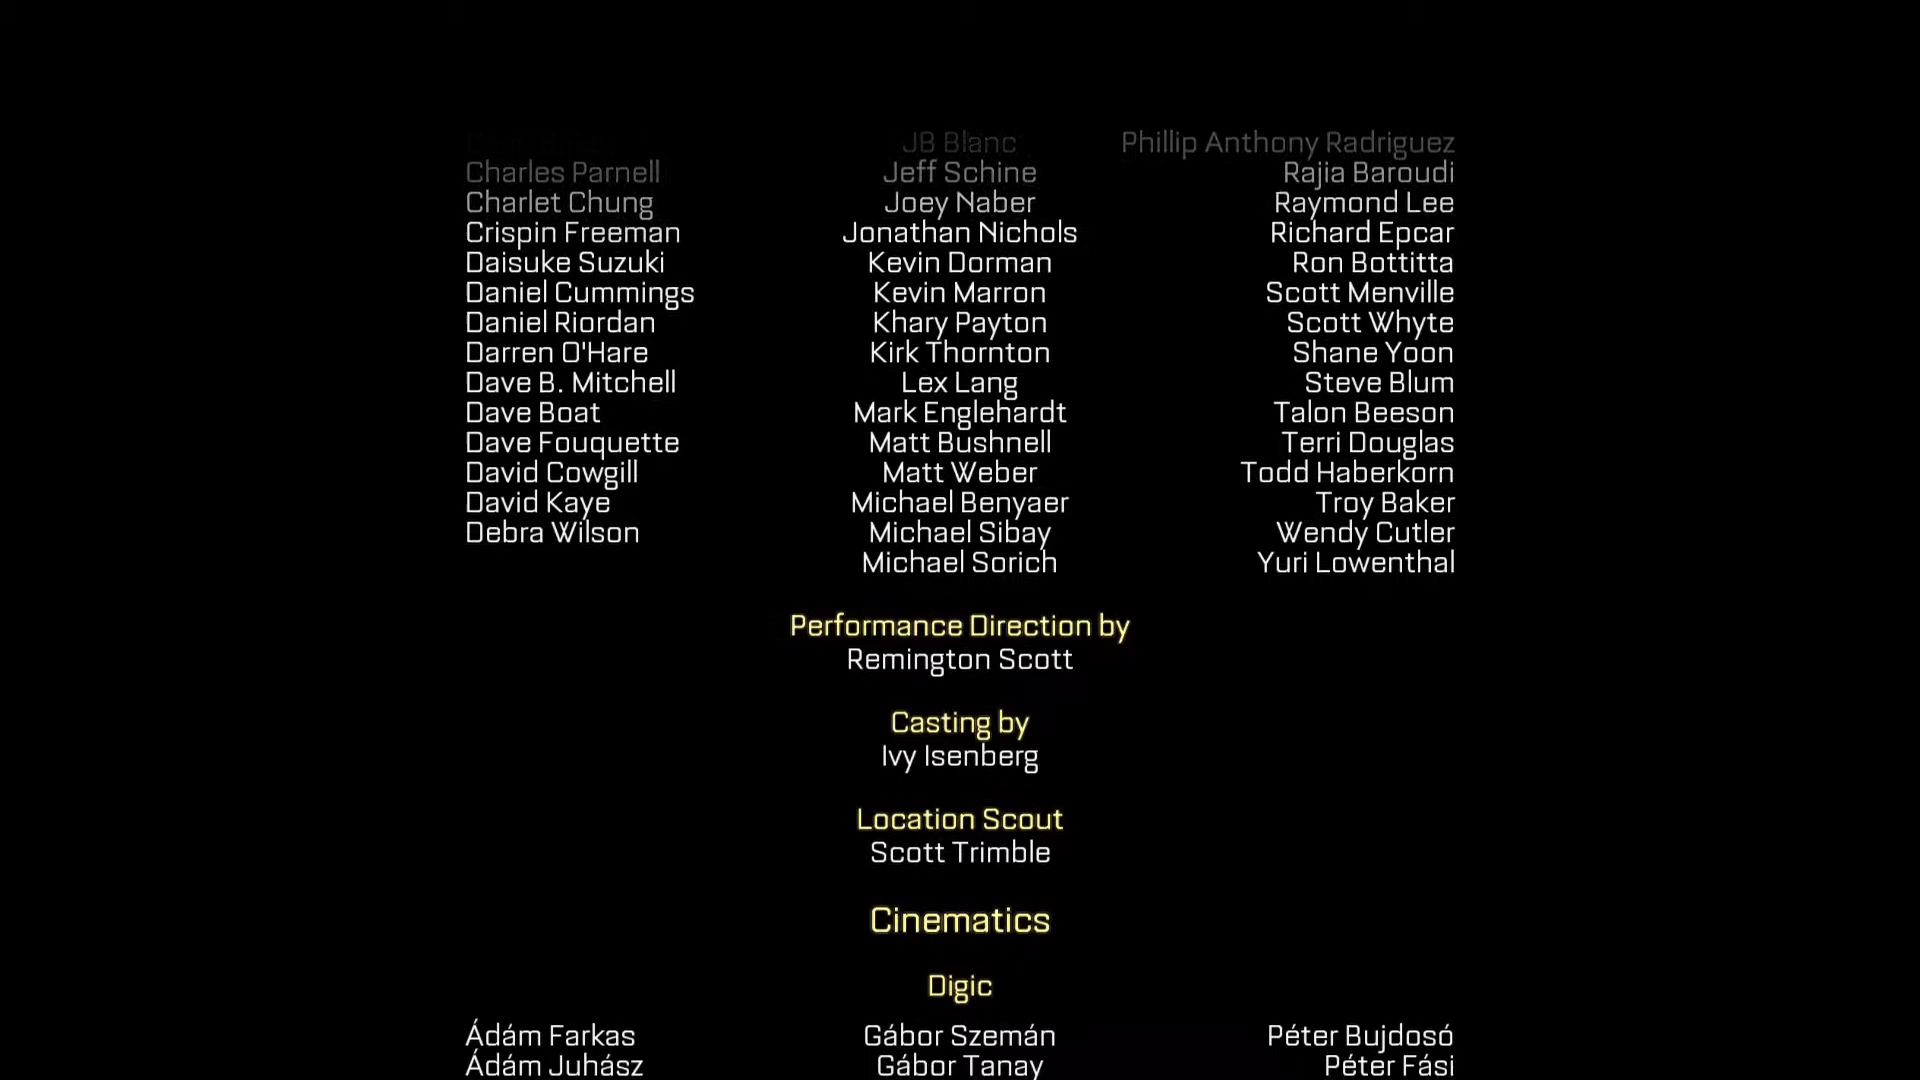 JB Blanc Phillip Anthony Radriguez
Charles Parnell Jeff Schine Rajia Baroudi
Charlet Chung Joey Naber Raymond Lee
Crispin Freeman Jonathan Nichols Richard Epcar
Daisuke Suzuki Kevin Dorman Ron Bottitta
Daniel Cummings Kevin Marron Scott Menville
Daniel Riordan Khary Payton Scott Whyte
Darren O'Hare Kirk Thornton Shane Yoon
Dave B. Mitchell Lex Lang Steve Blum
Dave Boat Mark Englehardt Talon Beeson
Dave Fouquette Matt Bushnell Terri Douglas
David Cowgill Matt Weber Todd Haberkorn
David Kaye Michael Benyaer Troy Baker
Debra Wilson Michael Sibay Wendy Cutler
Michael Sorich Yuri Lowenthal
Performance Direction by
Remington Scott
Casting by
Ivy Isenberg
Location Scout
Scott Trimble
Cinematics
Digic
Ádám Farkas Gábor Szemán Péter Bujdosó
Ádám Juhász Gábor Tanay Péter Fási